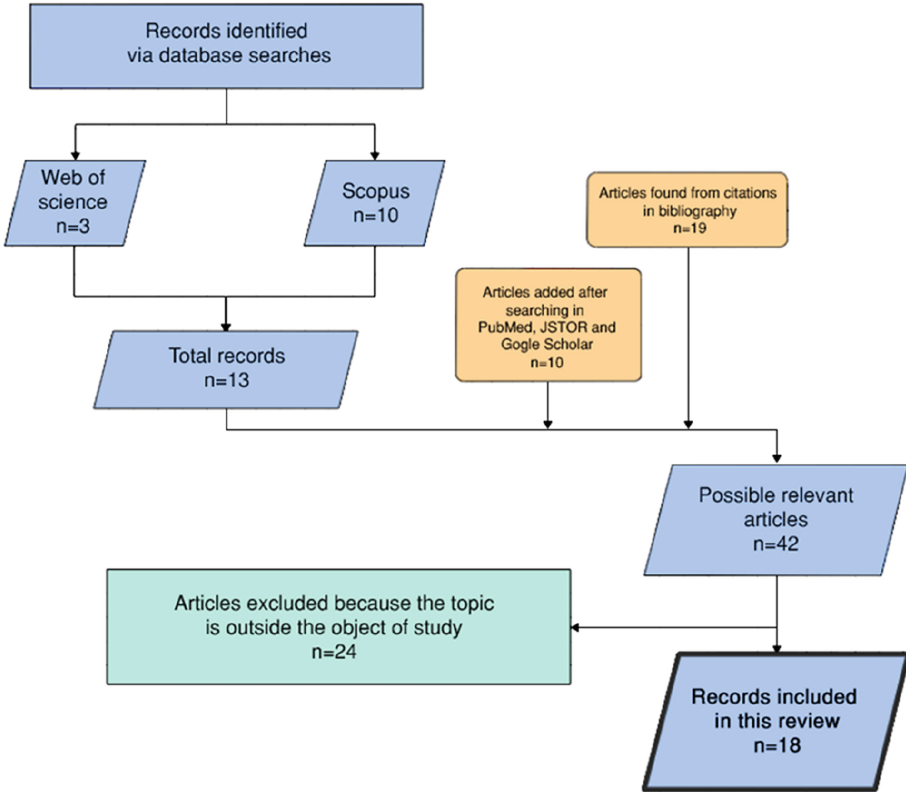 Records identified
via database searches
Web of
science
n=3
Scopus
n=10
Articles found from citations
in bibliography
n=19
Articles added after
searching in
PubMed, JSTOR and
Gogle Scholar
n=10
Total records
n=13
Possible relevant
articles
n=42
Articles excluded because the topic
is outside the object of study
n=24
Records included
in this review
n=18